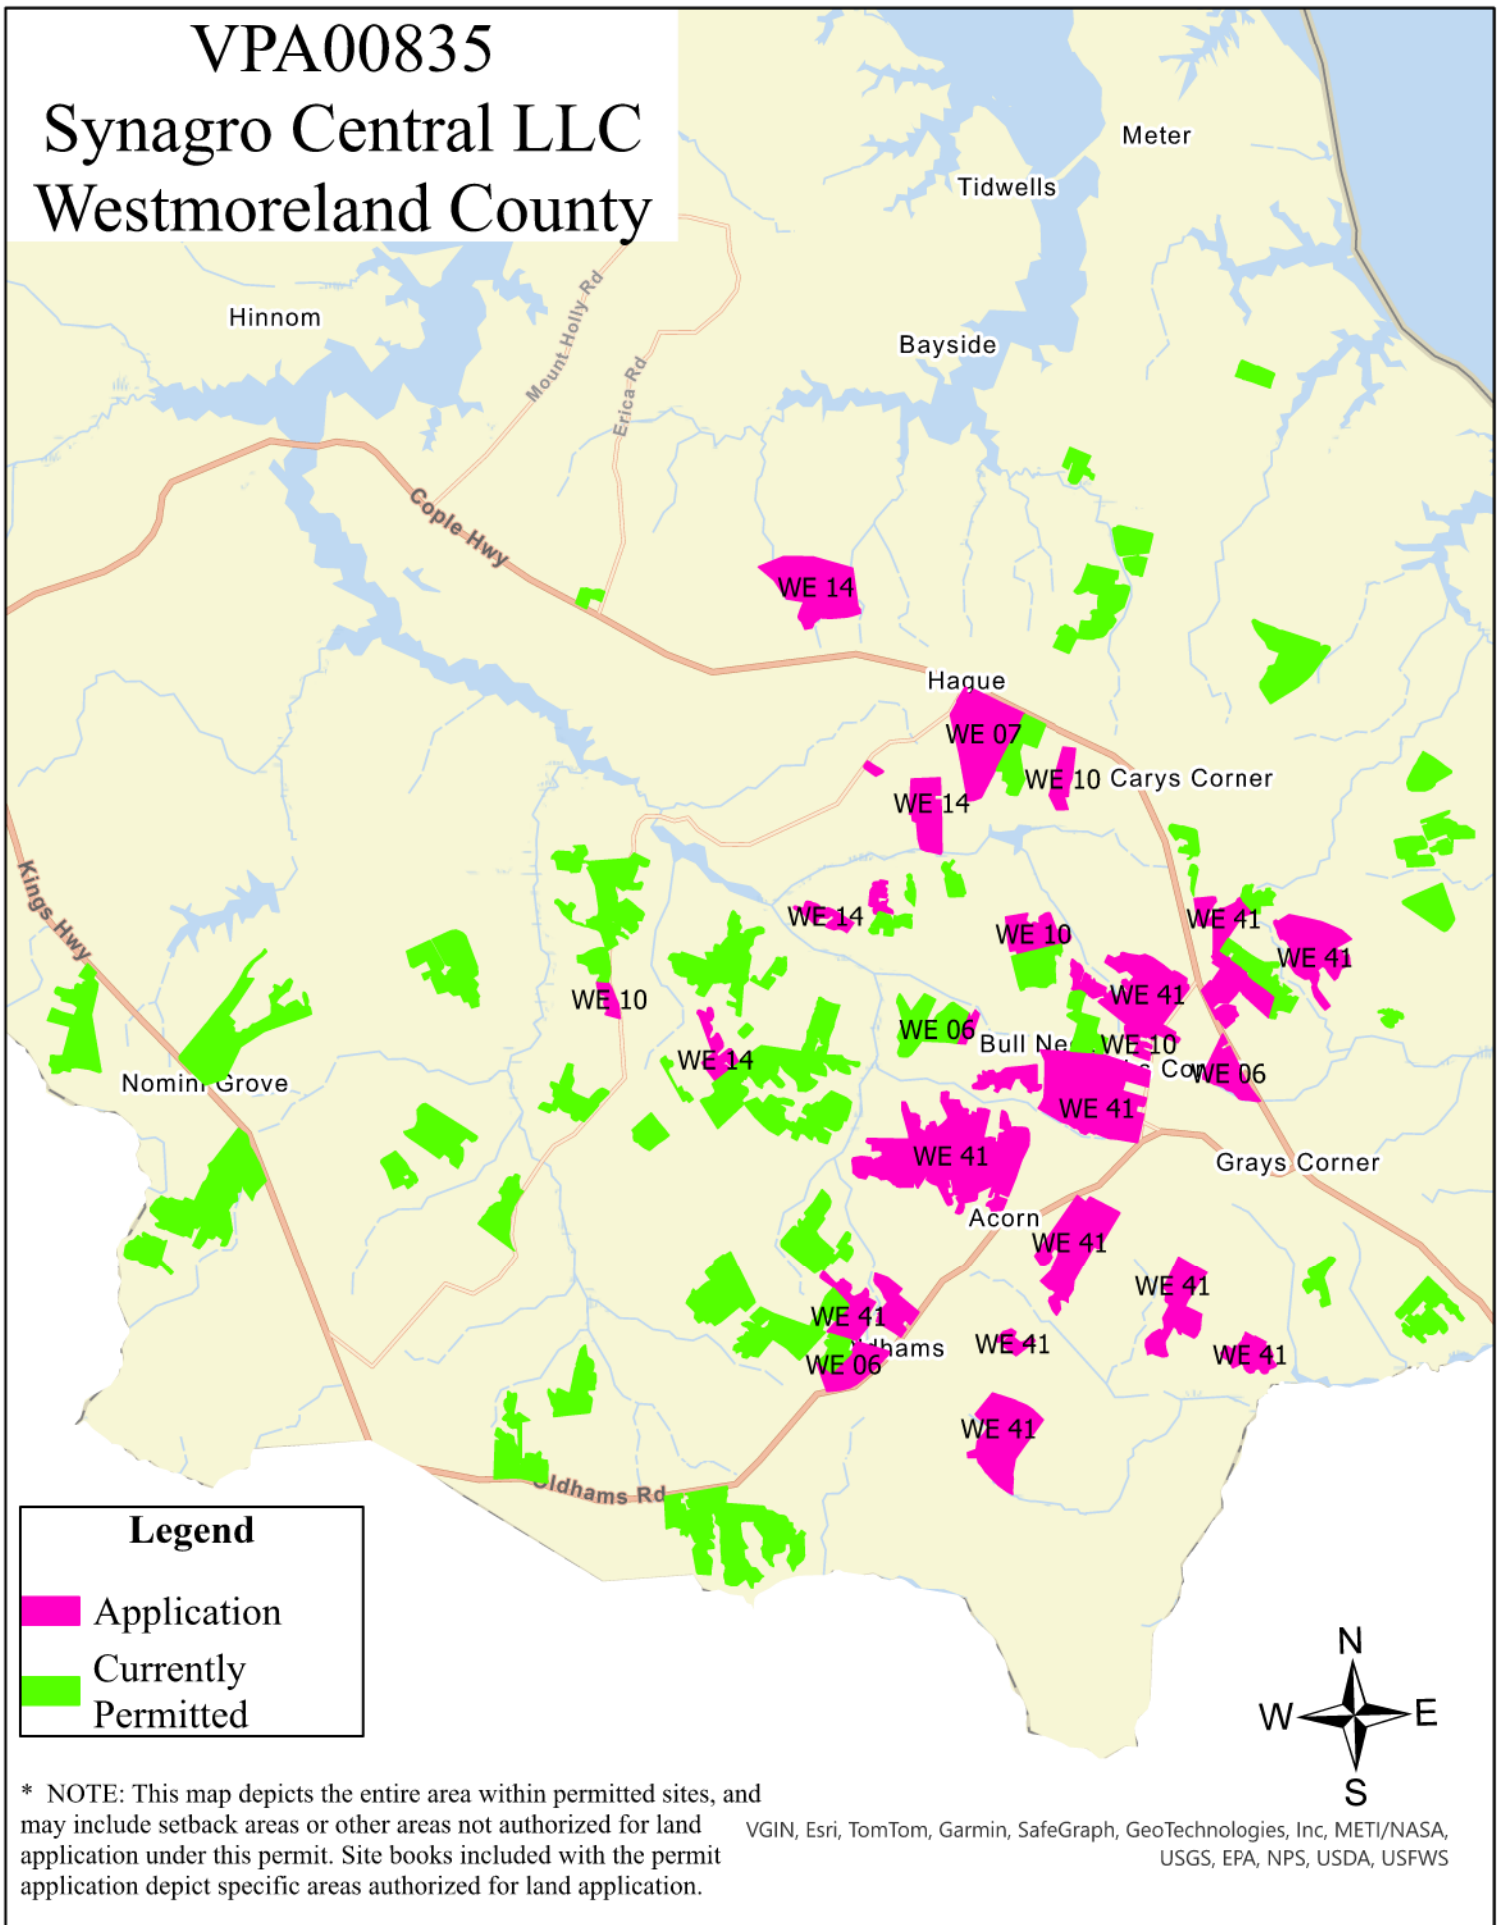 VPA00835
Synagro Central LLC
Westmoreland County
Meter
Tidwells
Hinnom
Mount Holly Rd
Bayside
Erica Rd
Cople Hwy
WE 14
Hague
WE 07
WE 10
Carys Corner
WE 14
Kings Hwy
WE 14
WE 41
WE 10
WE 41
WE 41
WE 10
WE 06
Bull Ne
WE 10
WE 14
s Cor
WE 06
Nomini Grove
WE 41
WE 41
Grays Corner
Acorn
WE 41
WE 41
WE 41
WE 41
dhams
WE 41
WE 06
WE 41
Oldhams Rd
Legend
Application
Currently
Permitted
N
W
E
S
* NOTE: This map depicts the entire area within permitted sites, and
may include setback areas or other areas not authorized for land
application under this permit. Site books included with the permit
application depict specific areas authorized for land application.
VGIN, Esri, TomTom, Garmin, SafeGraph, GeoTechnologies, Inc, METI/NASA,
USGS, EPA, NPS, USDA, USFWS